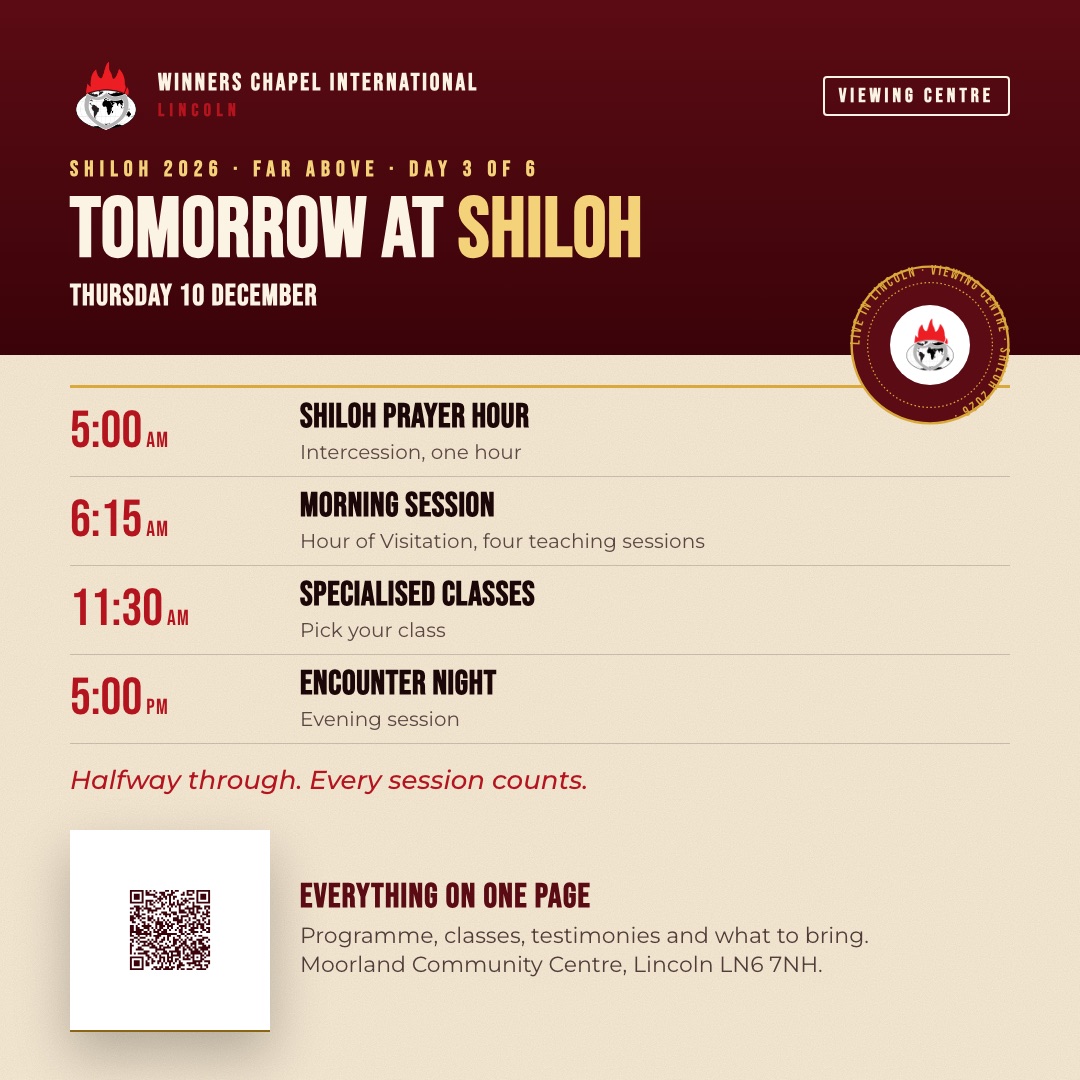 WINNERS CHAPEL INTERNATIONAL
LINCOLN
VIEWING CENTRE
SHILOH 2026 · FAR ABOVE · DAY 3 OF 6
TOMORROW AT SHILOH
THURSDAY 10 DECEMBER
LIVE IN LINCOLN · VIEWING CENTRE · SHILOH 2026 ·
5:00 AM
SHILOH PRAYER HOUR
Intercession, one hour
6:15 AM
MORNING SESSION
Hour of Visitation, four teaching sessions
11:30 AM
SPECIALISED CLASSES
Pick your class
5:00 PM
ENCOUNTER NIGHT
Evening session
Halfway through. Every session counts.
EVERYTHING ON ONE PAGE
Programme, classes, testimonies and what to bring.
Moorland Community Centre, Lincoln LN6 7NH.